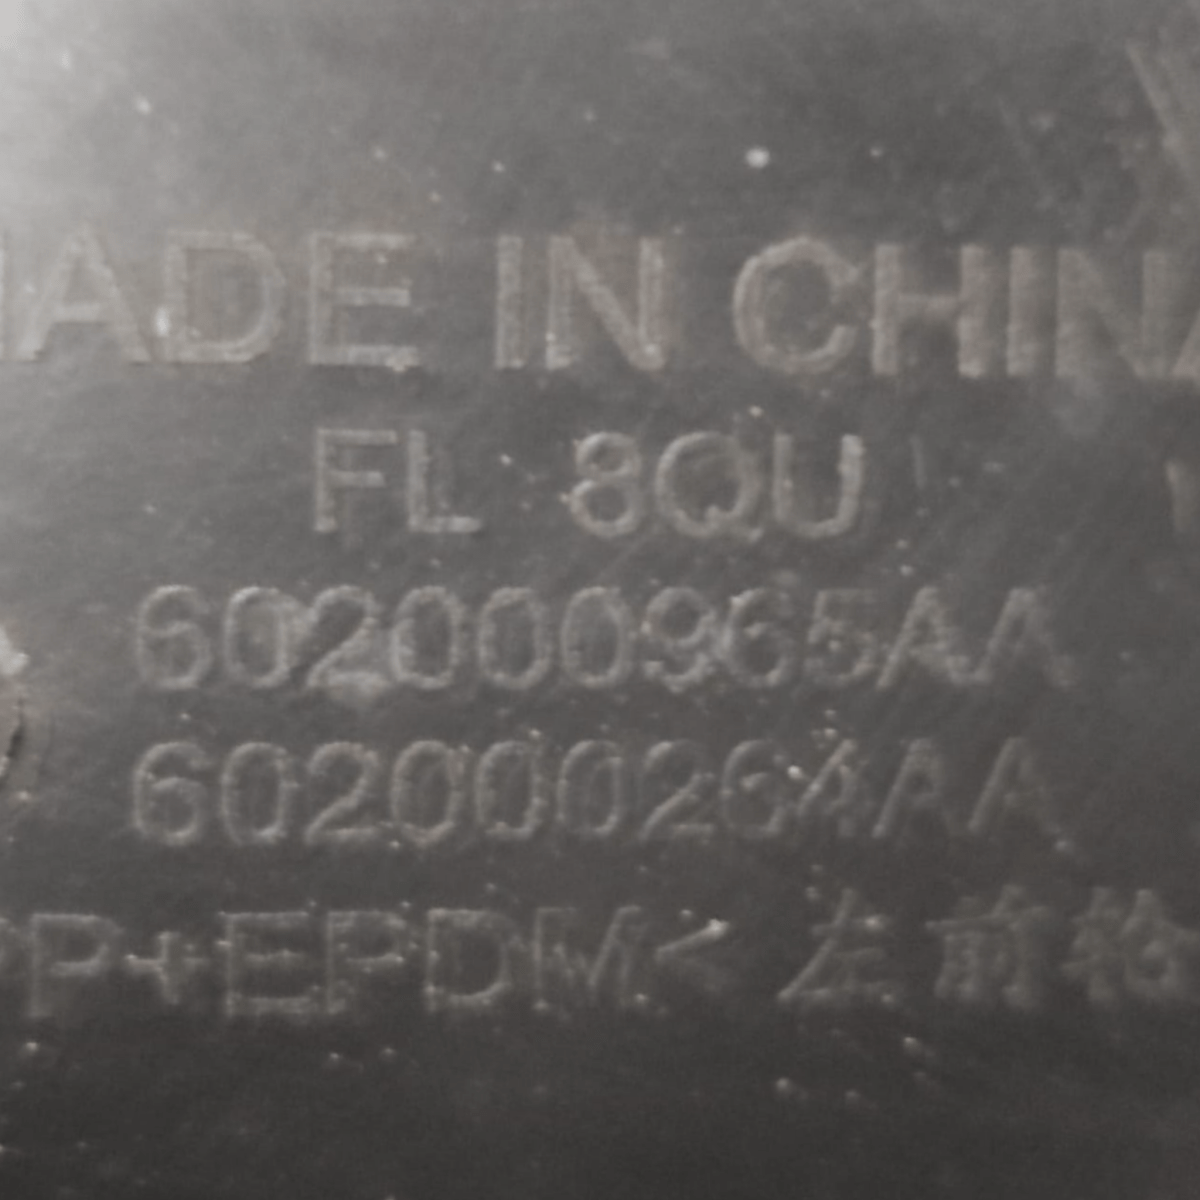 MADE IN CHINA
FL 8QU
602000965AA
602000264AA
PP+EPDM< 左前轮